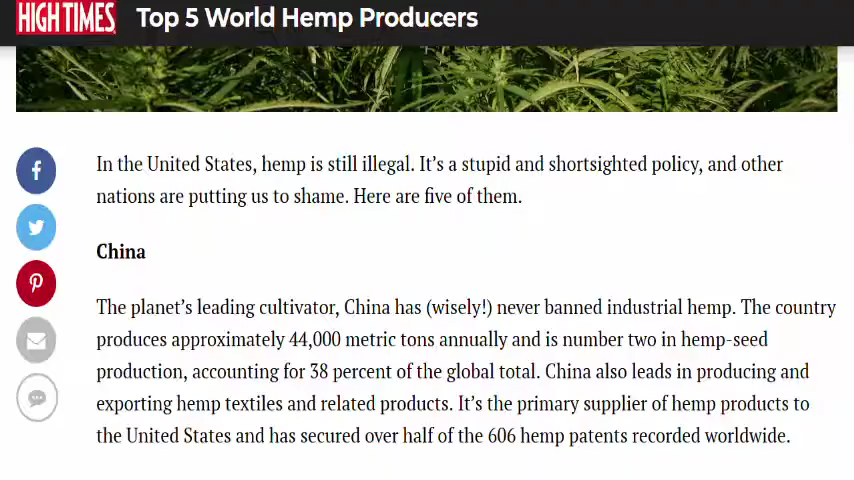 HIGH TIMES Top 5 World Hemp Producers
In the United States, hemp is still illegal. It’s a stupid and shortsighted policy, and other
nations are putting us to shame. Here are five of them.
China
The planet’s leading cultivator, China has (wisely!) never banned industrial hemp. The country
produces approximately 44,000 metric tons annually and is number two in hemp-seed
production, accounting for 38 percent of the global total. China also leads in producing and
exporting hemp textiles and related products. It’s the primary supplier of hemp products to
the United States and has secured over half of the 606 hemp patents recorded worldwide.